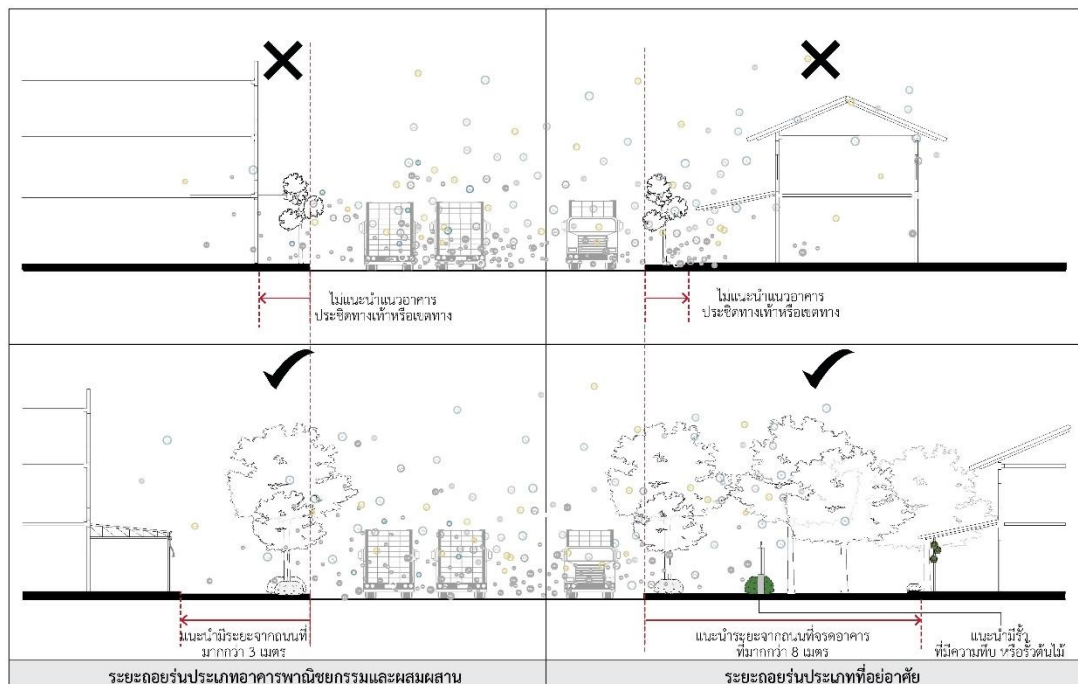 ไม่แนะนำแนวอาคาร
ประชิดทางเท้าหรือเขตทาง
ไม่แนะนำแนวอาคาร
ประชิดทางเท้าหรือเขตทาง
แนะนำมีระยะจากถนนที่
มากกว่า 3 เมตร
แนะนำระยะจากถนนที่จรดอาคาร
ที่มากกว่า 8 เมตร
แนะนำมีรั้ว
ที่มีความทึบ หรือรั้วต้นไม้
ระยะถอยร่นประเภทอาคารพาณิชยกรรมและผสมผสาน
ระยะถอยร่นประเภทที่อยู่อาศัย